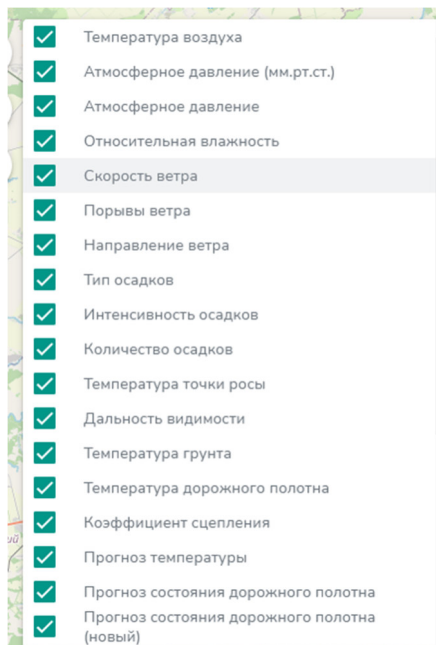 Температура воздуха
Атмосферное давление (мм.рт.ст.)
Атмосферное давление
Относительная влажность
Скорость ветра
Порывы ветра
Направление ветра
Тип осадков
Интенсивность осадков
Количество осадков
Температура точки росы
Дальность видимости
Температура грунта
Температура дорожного полотна
Коэффициент сцепления
Прогноз температуры
Прогноз состояния дорожного полотна
Прогноз состояния дорожного полотна
(новый)